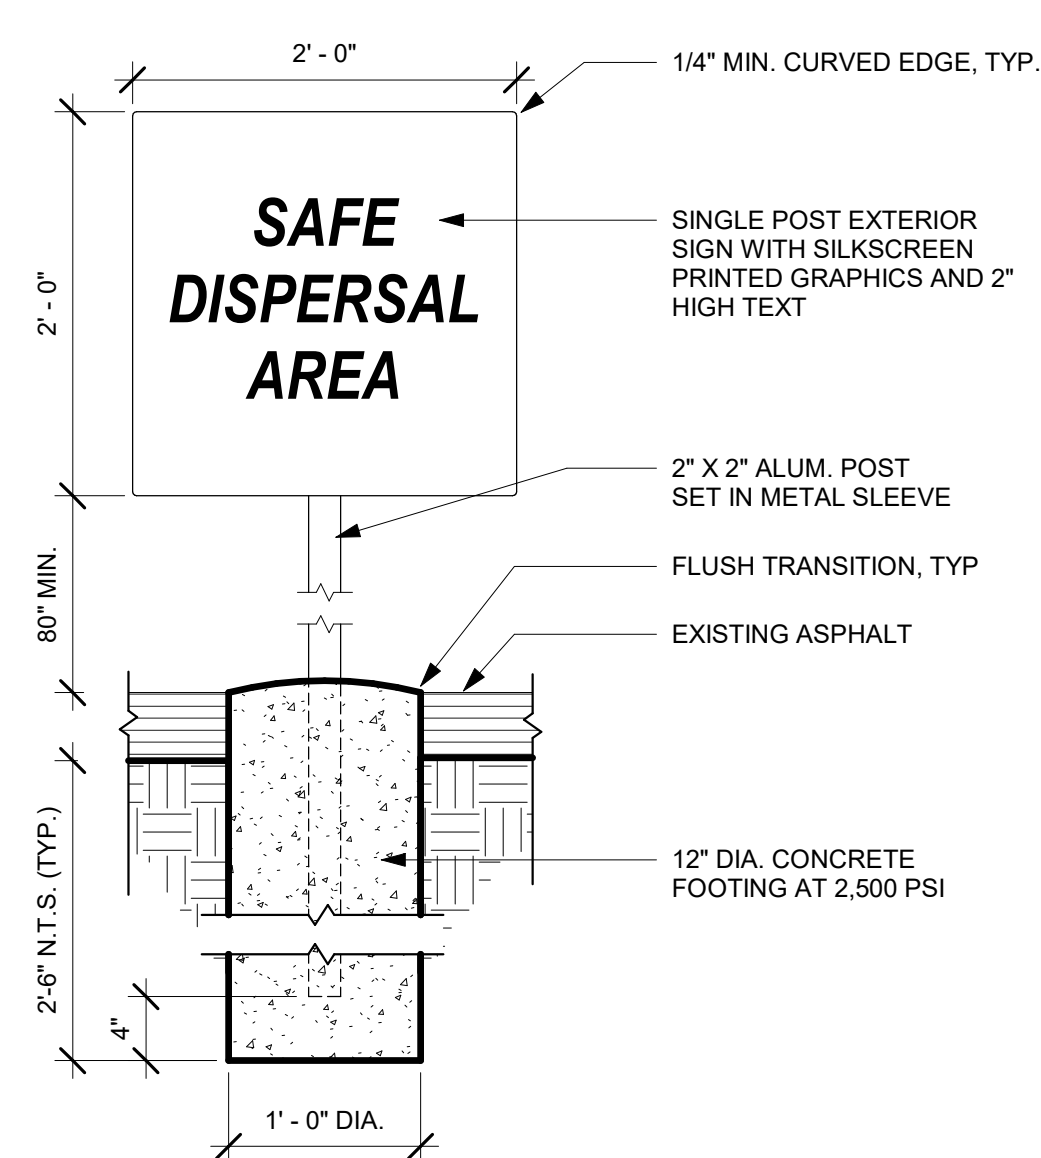 2' - 0"
1/4" MIN. CURVED EDGE, TYP.
2' - 0"
SAFE
DISPERSAL
AREA
SINGLE POST EXTERIOR
SIGN WITH SILKSCREEN
PRINTED GRAPHICS AND 2"
HIGH TEXT
2" X 2" ALUM. POST
SET IN METAL SLEEVE
80" MIN.
FLUSH TRANSITION, TYP
EXISTING ASPHALT
12" DIA. CONCRETE
FOOTING AT 2,500 PSI
2'-6" N.T.S. (TYP.)
4"
1' - 0" DIA.